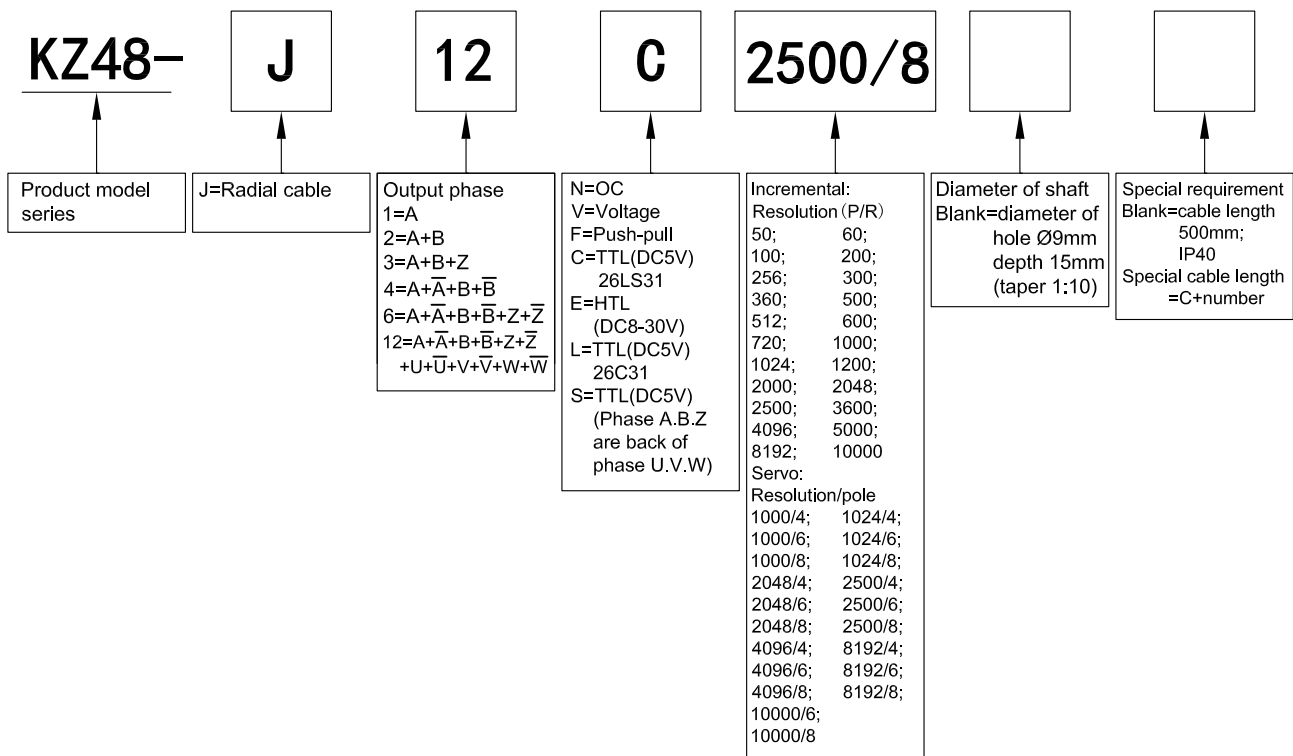 KZ48- J 12 C 2500/8
Product model
series
J=Radial cable
Output phase
1=A
2=A+B
3=A+B+Z
4=A+A̅+B+B̅
6=A+A̅+B+B̅+Z+Z̅
12=A+A̅+B+B̅+Z+Z̅
+U+U̅+V+V̅+W+W̅
N=OC
V=Voltage
F=Push-pull
C=TTL(DC5V)
26LS31
E=HTL
(DC8-30V)
L=TTL(DC5V)
26C31
S=TTL(DC5V)
(Phase A.B.Z
are back of
phase U.V.W)
Incremental:
Resolution(P/R)
50; 60;
100; 200;
256; 300;
360; 500;
512; 600;
720; 1000;
1024; 1200;
2000; 2048;
2500; 3600;
4096; 5000;
8192; 10000
Servo:
Resolution/pole
1000/4; 1024/4;
1000/6; 1024/6;
1000/8; 1024/8;
2048/4; 2500/4;
2048/6; 2500/6;
2048/8; 2500/8;
4096/4; 8192/4;
4096/6; 8192/6;
4096/8; 8192/8;
10000/6;
10000/8
Diameter of shaft
Blank=diameter of
hole Ø9mm
depth 15mm
(taper 1:10)
Special requirement
Blank=cable length
500mm;
IP40
Special cable length
=C+number